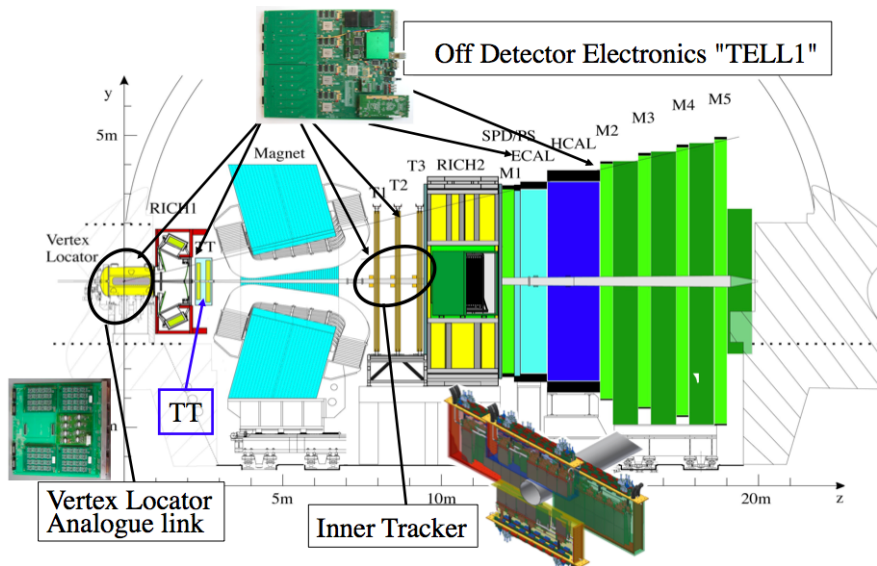 Off Detector Electronics "TELL1"
y
5m
Magnet
SPD/PS
ECAL
HCAL
M1
M2
M3
M4
M5
RICH2
T1
T2
T3
RICH1
TT
Vertex
Locator
TT
Vertex Locator
Analogue link
Inner Tracker
5m
10m
20m
z